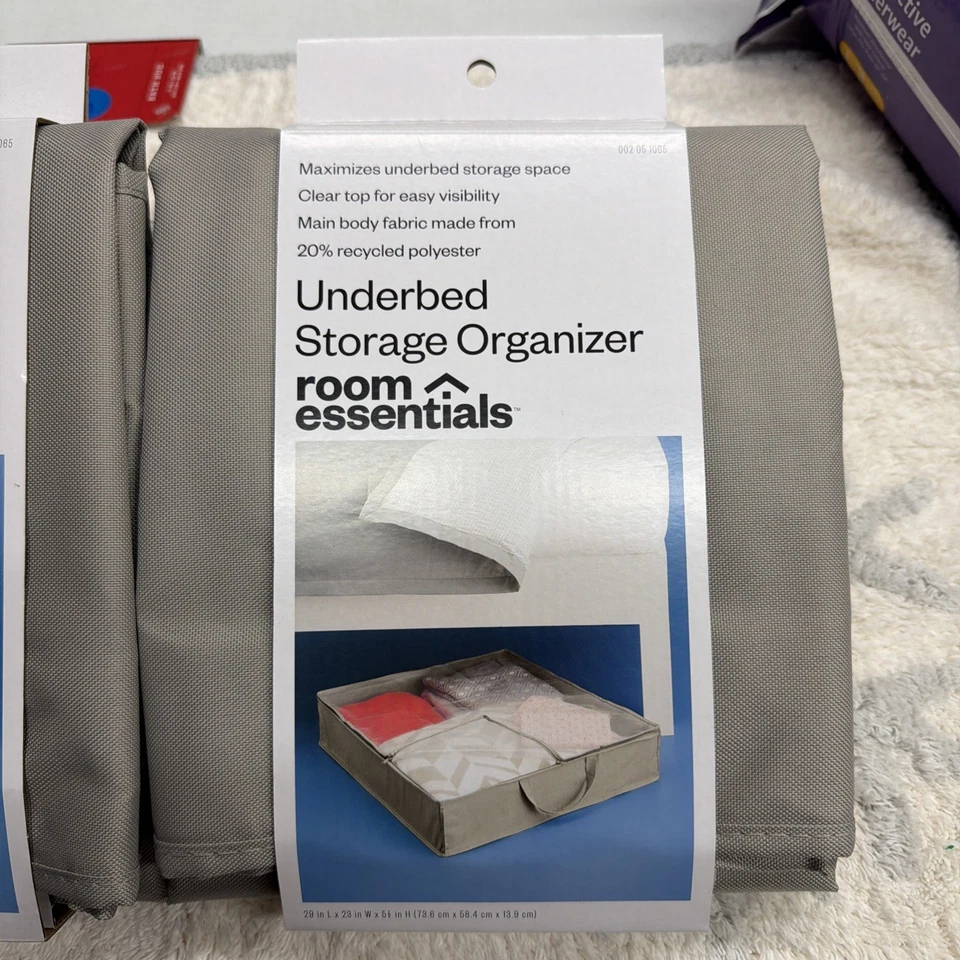 002 05 1065
Maximizes underbed storage space
Clear top for easy visibility
Main body fabric made from
20% recycled polyester
Underbed
Storage Organizer
room
essentials™
29 in L x 23 in W x 5½ in H (73.6 cm x 58.4 cm x 13.9 cm)
065